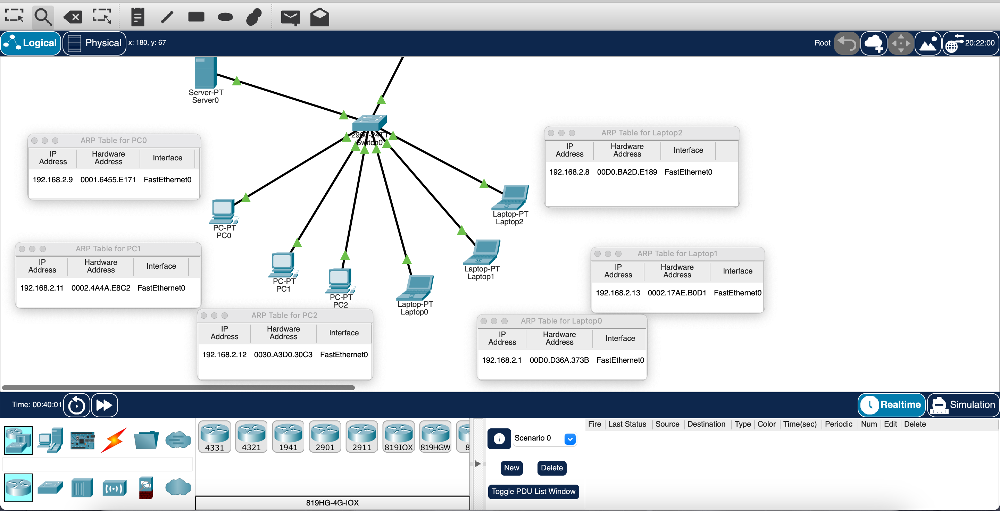 Logical
Physical
x: 180, y: 67
Root
20:22:00
Server-PT
Server0
2960-24TT
Switch0
ARP Table for PC0
IP Address Hardware Address Interface
192.168.2.9 0001.6455.E171 FastEthernet0
ARP Table for Laptop2
IP Address Hardware Address Interface
192.168.2.8 00D0.BA2D.E189 FastEthernet0
PC-PT
PC0
Laptop-PT
Laptop2
ARP Table for PC1
IP Address Hardware Address Interface
192.168.2.11 0002.4A4A.E8C2 FastEthernet0
PC-PT
PC1
PC-PT
PC2
Laptop-PT
Laptop0
Laptop-PT
Laptop1
ARP Table for Laptop1
IP Address Hardware Address Interface
192.168.2.13 0002.17AE.B0D1 FastEthernet0
ARP Table for PC2
IP Address Hardware Address Interface
192.168.2.12 0030.A3D0.30C3 FastEthernet0
ARP Table for Laptop0
IP Address Hardware Address Interface
192.168.2.1 00D0.D36A.373B FastEthernet0
Time: 00:40:01
Realtime
Simulation
4331 4321 1941 2901 2911 819IOX 819HGW 8
819HG-4G-IOX
Scenario 0
New
Delete
Toggle PDU List Window
Fire Last Status Source Destination Type Color Time(sec) Periodic Num Edit Delete